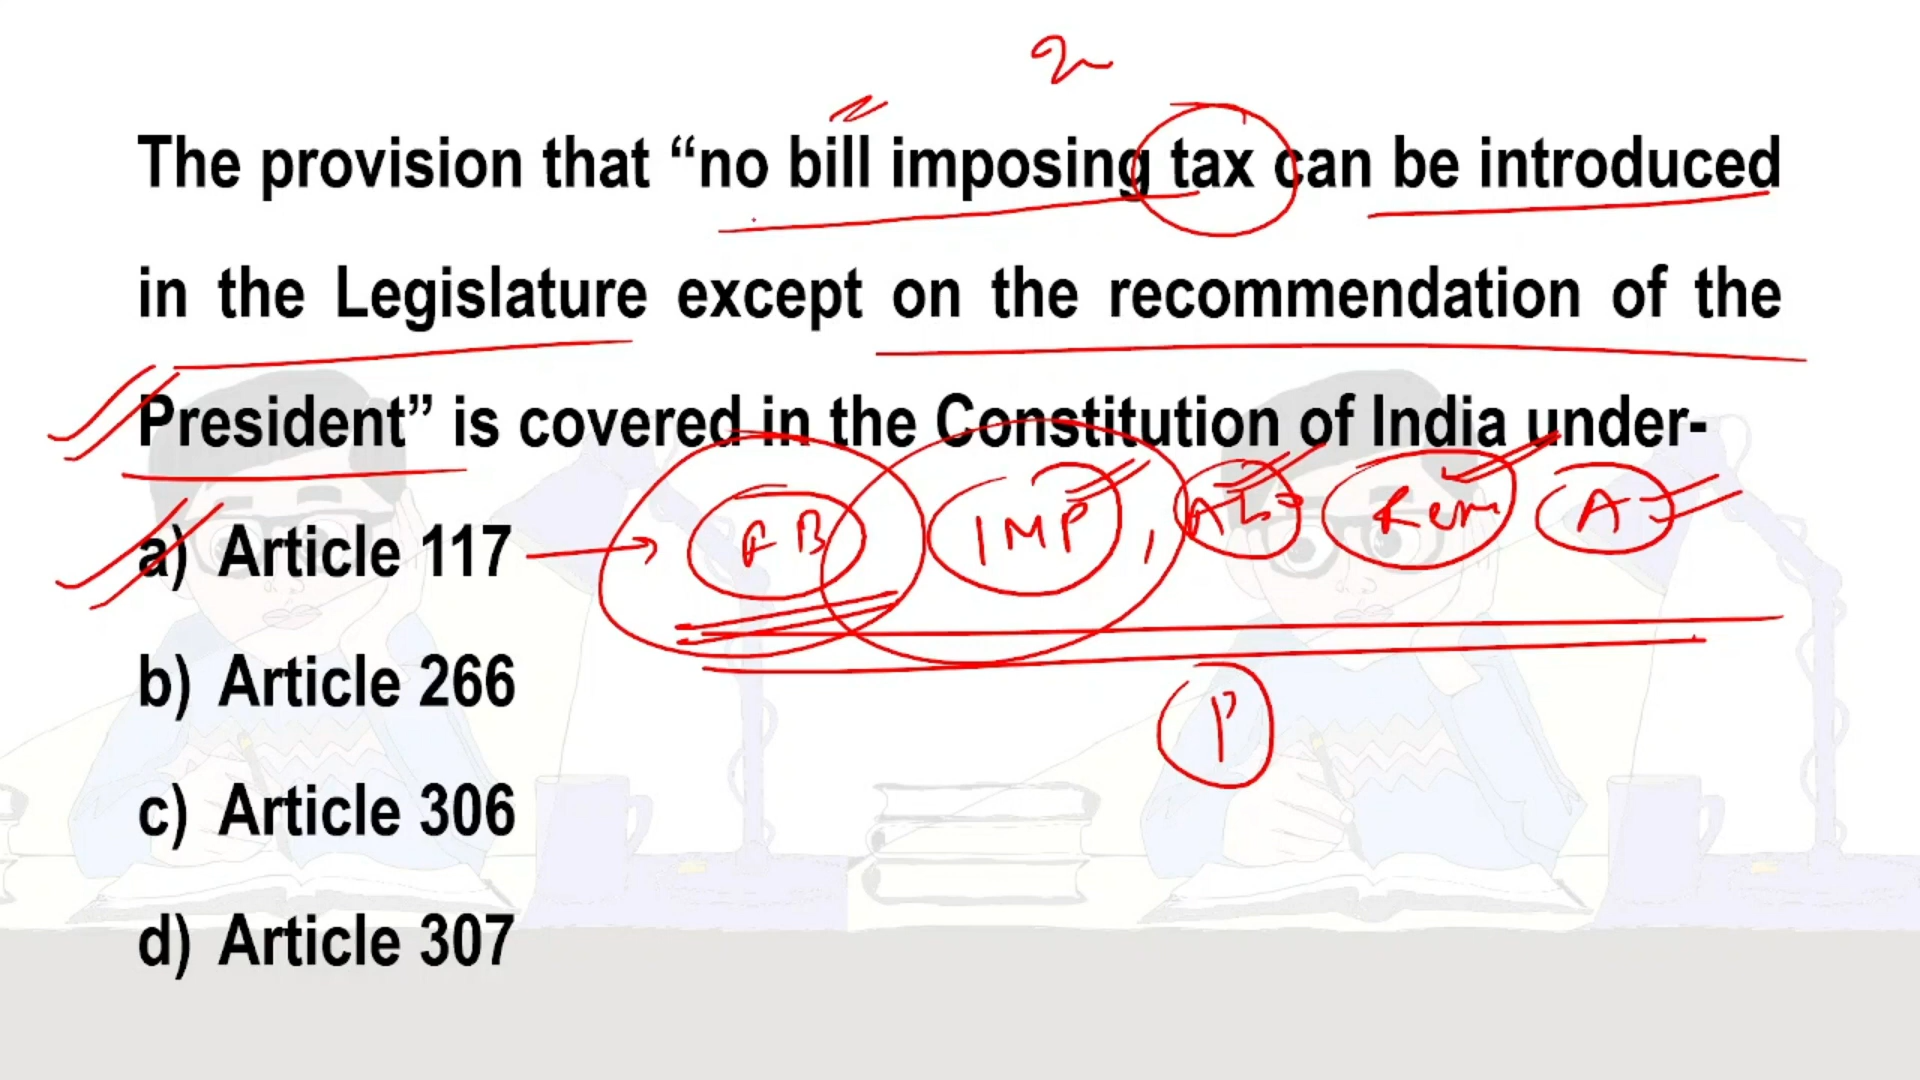 The provision that “no bill imposing tax can be introduced
in the Legislature except on the recommendation of the
President” is covered in the Constitution of India under-
a) Article 117
IMP, A
b) Article 266
P
c) Article 306
d) Article 307